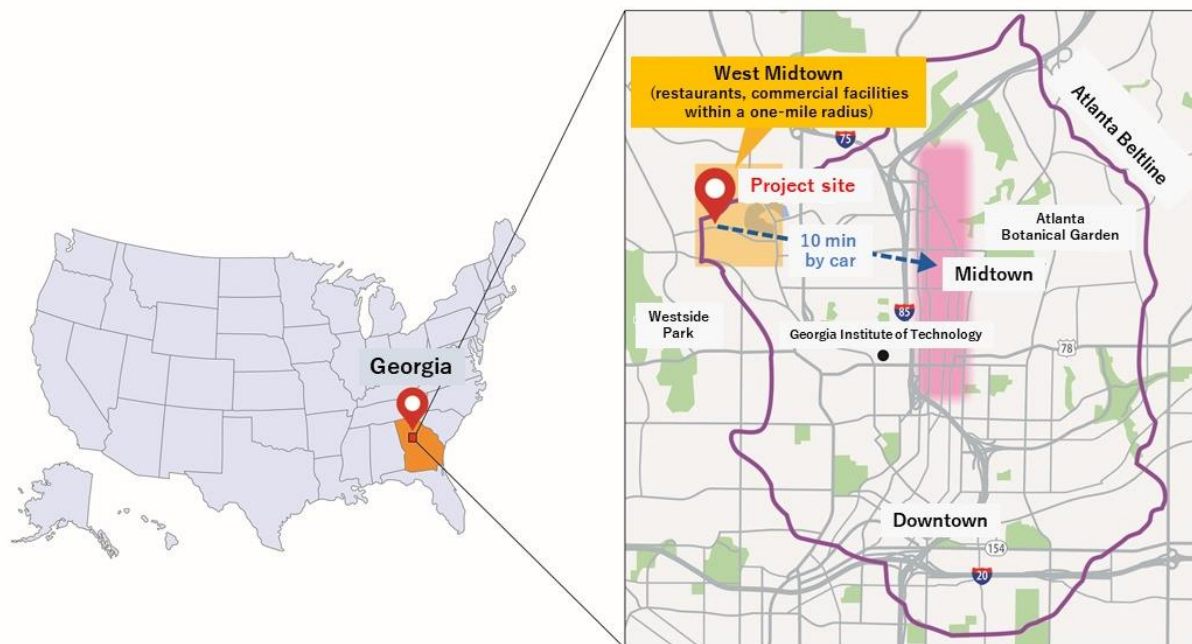 Georgia
West Midtown
(restaurants, commercial facilities
within a one-mile radius)
75
Atlanta Beltline
Project site
10 min
by car
Atlanta
Botanical Garden
Midtown
Westside
Park
85
Georgia Institute of Technology
78
Downtown
154
20